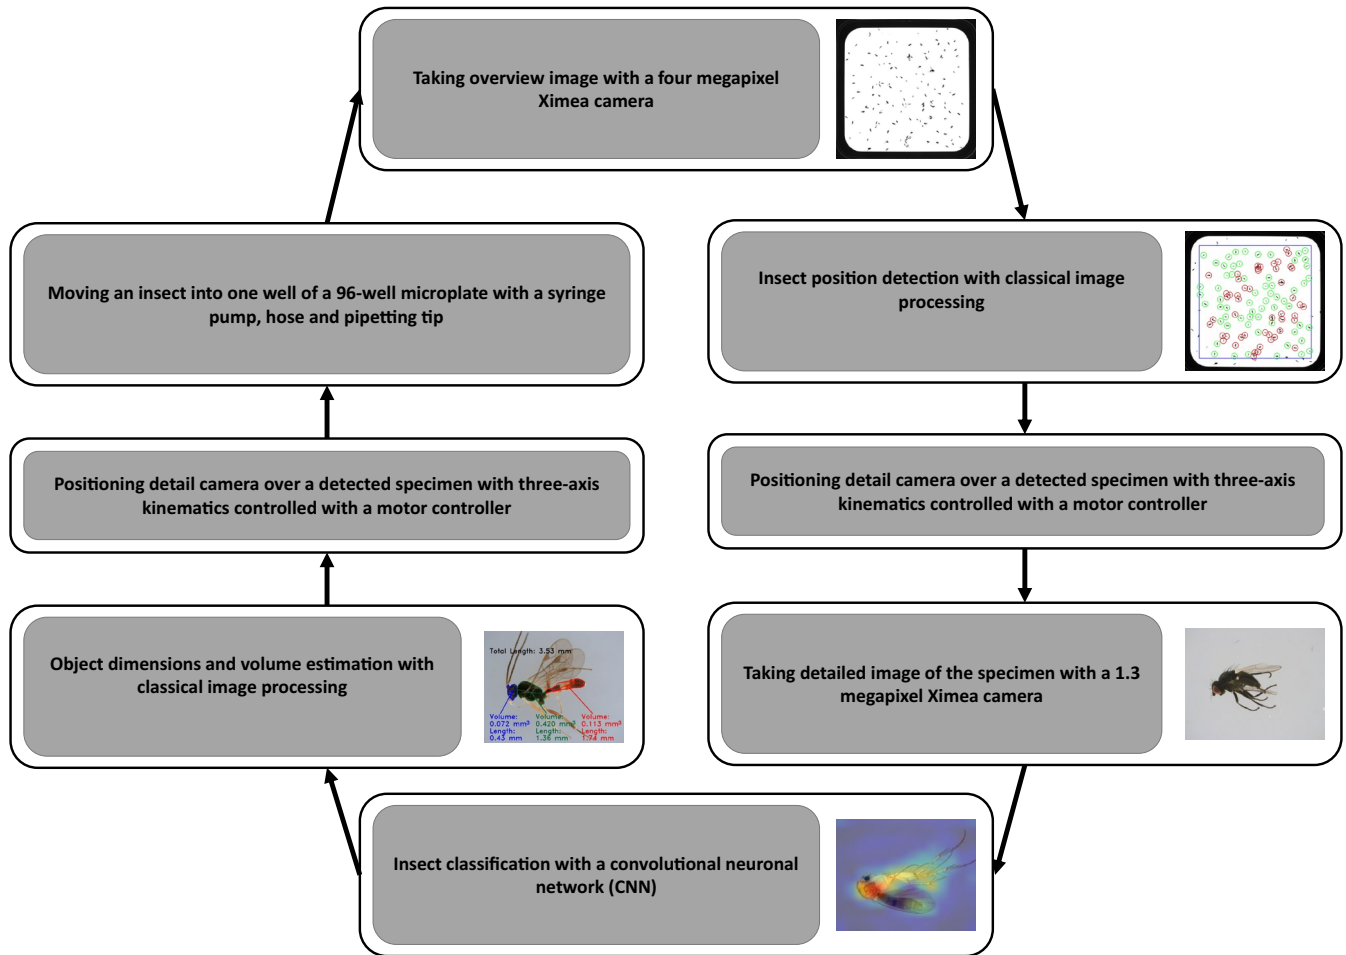 Taking overview image with a four megapixel
Ximea camera
Moving an insect into one well of a 96-well microplate with a syringe
pump, hose and pipetting tip
Insect position detection with classical image
processing
Positioning detail camera over a detected specimen with three-axis
kinematics controlled with a motor controller
Positioning detail camera over a detected specimen with three-axis
kinematics controlled with a motor controller
Object dimensions and volume estimation with
classical image processing
Total Length: 3.53 mm
Volume: Volume: Volume:
0.072 mm³ 0.420 mm³ 0.113 mm³
Length: Length: Length:
0.43 mm 1.36 mm 1.74 mm
Taking detailed image of the specimen with a 1.3
megapixel Ximea camera
Insect classification with a convolutional neuronal
network (CNN)